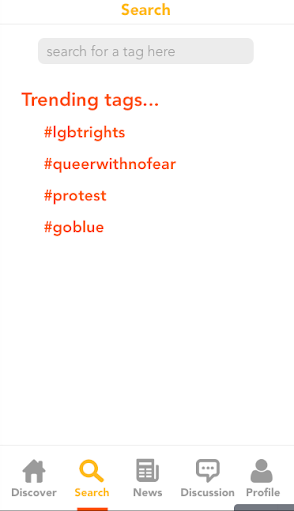 Search
search for a tag here
Trending tags...
#lgbtrights
#queerwithnofear
#protest
#goblue
Discover Search News Discussion Profile